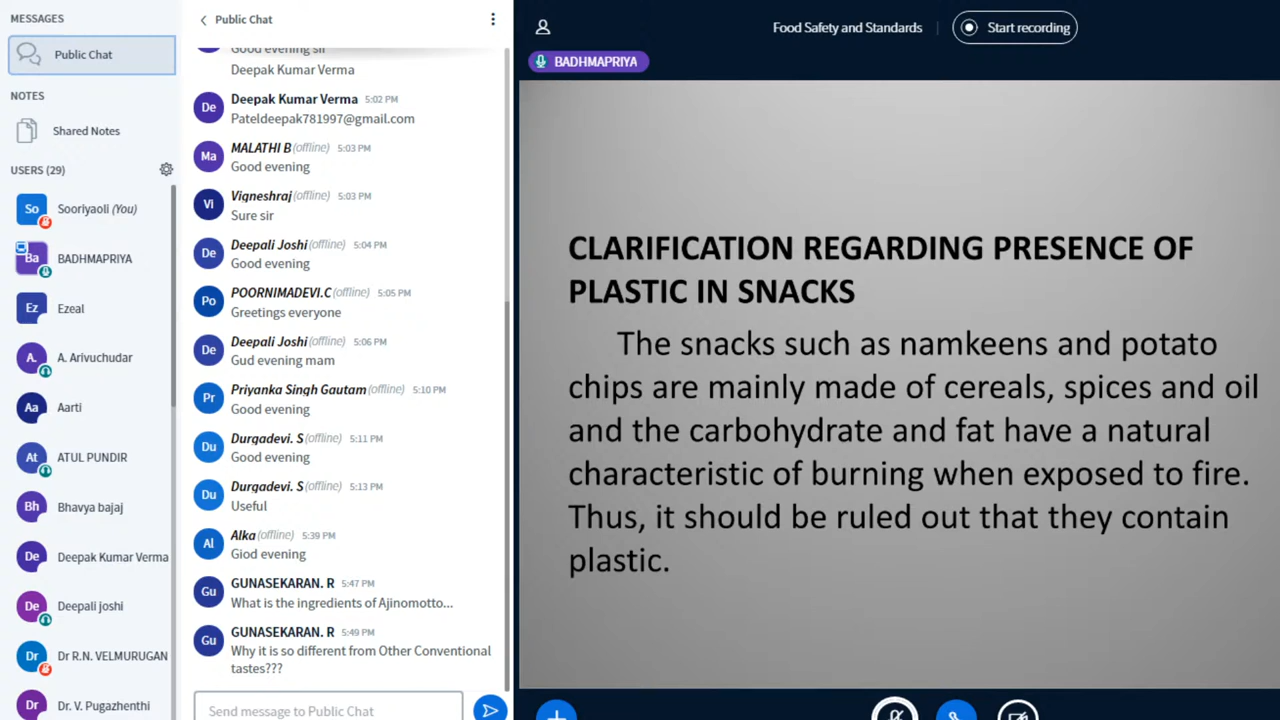 MESSAGES
Public Chat
NOTES
Shared Notes
USERS (29)
So
Sooriyaoli (You)
Ba
BADHMAPRIYA
Ez
Ezeal
A.
A. Arivuchudar
Aa
Aarti
At
ATUL PUNDIR
Bh
Bhavya bajaj
De
Deepak Kumar Verma
De
Deepali joshi
Dr
Dr R.N. VELMURUGAN
Dr
Dr. V. Pugazhenthi
Public Chat
Good evening sir
Deepak Kumar Verma
De
Deepak Kumar Verma 5:02 PM
Pateldeepak781997@gmail.com
Ma
MALATHI B (offline) 5:03 PM
Good evening
Vi
Vigneshraj (offline) 5:03 PM
Sure sir
De
Deepali Joshi (offline) 5:04 PM
Good evening
Po
POORNIMADEVI.C (offline) 5:05 PM
Greetings everyone
De
Deepali Joshi (offline) 5:06 PM
Gud evening mam
Pr
Priyanka Singh Gautam (offline) 5:10 PM
Good evening
Du
Durgadevi. S (offline) 5:11 PM
Good evening
Du
Durgadevi. S (offline) 5:13 PM
Useful
Al
Alka (offline) 5:39 PM
Giod evening
Gu
GUNASEKARAN. R 5:47 PM
What is the ingredients of Ajinomotto...
Gu
GUNASEKARAN. R 5:49 PM
Why it is so different from Other Conventional
tastes???
Send message to Public Chat
Food Safety and Standards
Start recording
BADHMAPRIYA
CLARIFICATION REGARDING PRESENCE OF
PLASTIC IN SNACKS
The snacks such as namkeens and potato
chips are mainly made of cereals, spices and oil
and the carbohydrate and fat have a natural
characteristic of burning when exposed to fire.
Thus, it should be ruled out that they contain
plastic.